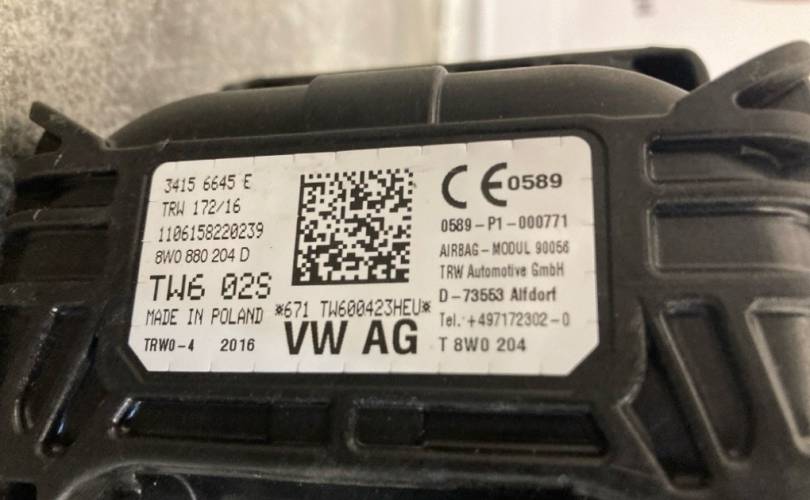 3415 6645 E
TRW 172/16
1106158220239
8W0 880 204 D
TW6 02S
MADE IN POLAND
TRW0-4 2016
*671 TW600423HEU*
VW AG
CE 0589
0589-P1-000771
AIRBAG-MODUL 90056
TRW Automotive GmbH
D-73553 Alfdorf
Tel. +497172302-0
T 8W0 204